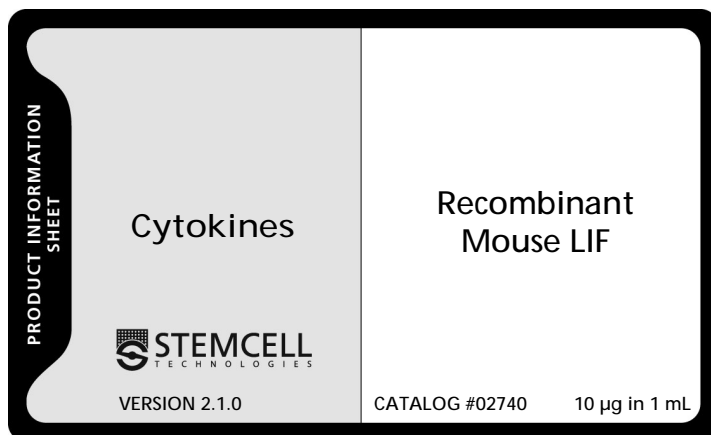 PRODUCT INFORMATION
SHEET
Cytokines
STEMCELL
TECHNOLOGIES
VERSION 2.1.0
Recombinant
Mouse LIF
CATALOG #02740 10 µg in 1 mL